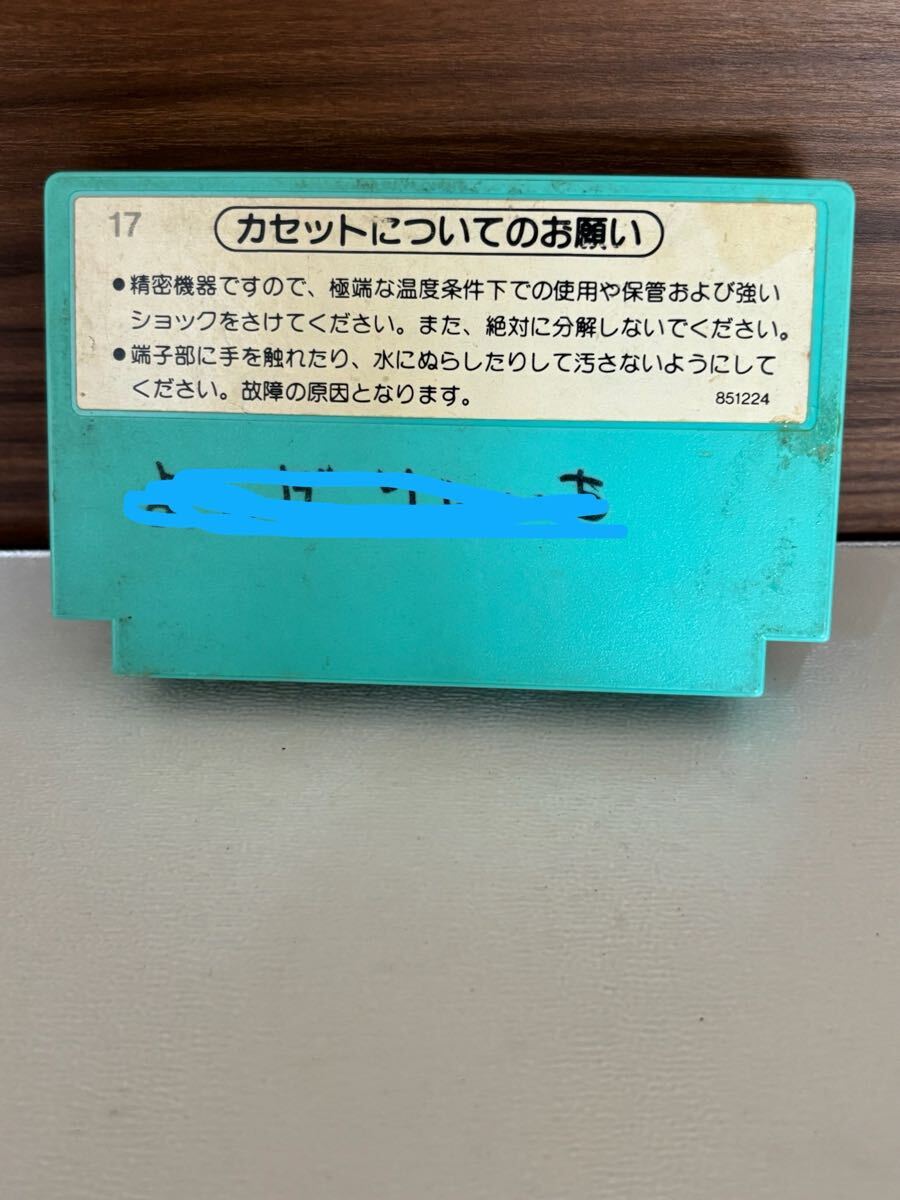 17
カセットについてのお願い
●精密機器ですので、極端な温度条件下での使用や保管および強い
ショックをさけてください。また、絶対に分解しないでください。
●端子部に手を触れたり、水にぬらしたりして汚さないようにして
ください。故障の原因となります。
851224